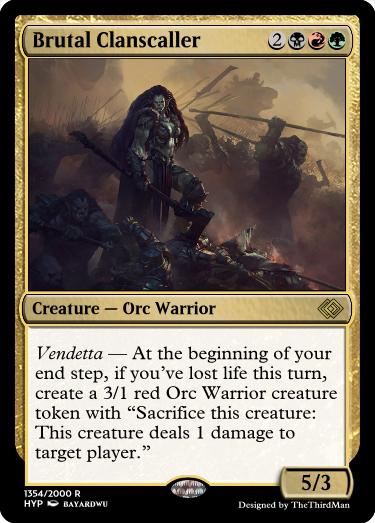 Brutal Clanscaller 2
Creature — Orc Warrior
Vendetta — At the beginning of your
end step, if you've lost life this turn,
create a 3/1 red Orc Warrior creature
token with “Sacrifice this creature:
This creature deals 1 damage to
target player.”
5/3
1354/2000 R
HYP BAYARDWU
Designed by TheThirdMan